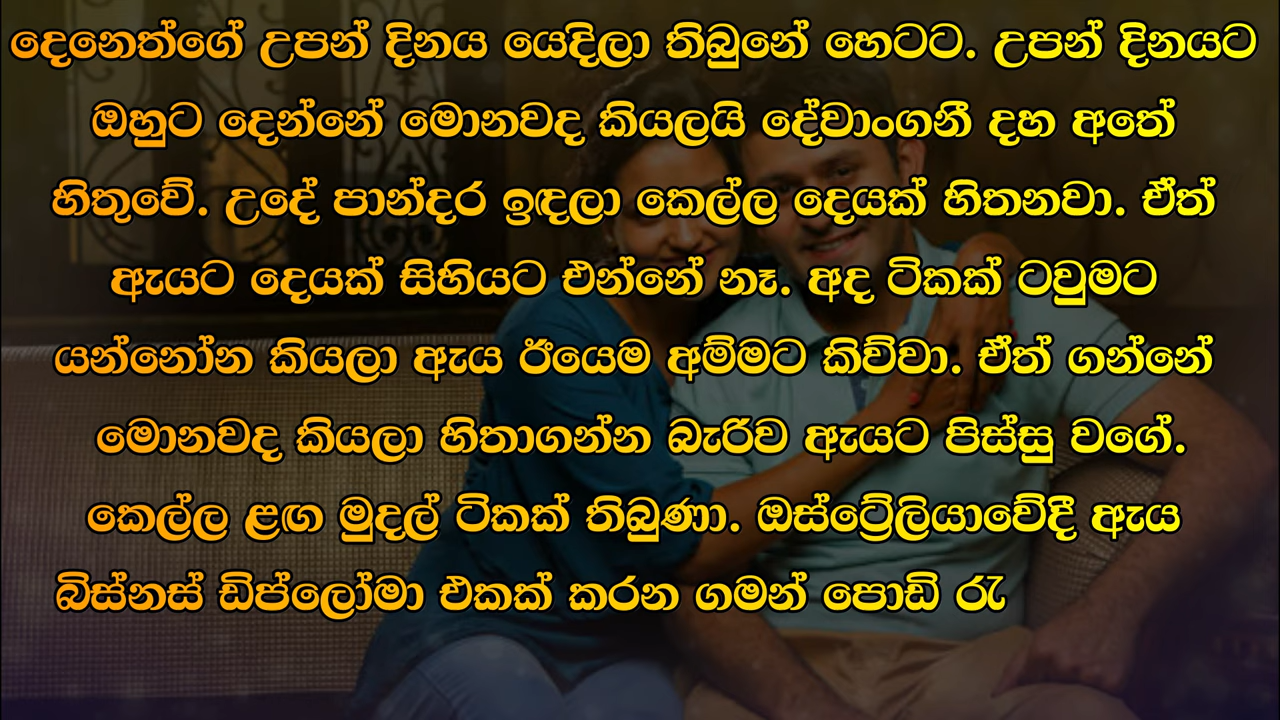 දෙනෙත්ගේ උපන් දිනය යෙදිලා තිබුනේ හෙටට. උපන් දිනයට
ඔහුට දෙන්නේ මොනවද කියලයි දේවාංගනී දහ අතේ
හිතුවේ. උදේ පාන්දර ඉඳලා කෙල්ල දෙයක් හිතනවා. ඒත්
ඇයට දෙයක් සිහියට එන්නේ නෑ. අද ටිකක් ටවුමට
යන්නෝන කියලා ඇය ඊයෙම අම්මට කිව්වා. ඒත් ගන්නේ
මොනවද කියලා හිතාගන්න බැරිව ඇයට පිස්සු වගේ.
කෙල්ල ළඟ මුදල් ටිකක් තිබුණා. ඔස්ට්‍රේලියාවේදී ඇය
බිස්නස් ඩිප්ලෝමා එකක් කරන ගමන් පොඩි රැ